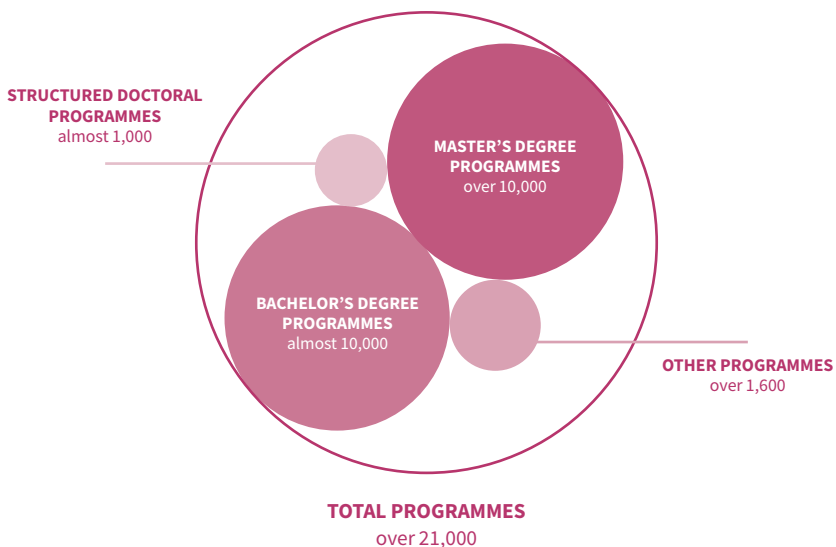 STRUCTURED DOCTORAL
PROGRAMMES
almost 1,000
MASTER’S DEGREE
PROGRAMMES
over 10,000
BACHELOR’S DEGREE
PROGRAMMES
almost 10,000
OTHER PROGRAMMES
over 1,600
TOTAL PROGRAMMES
over 21,000